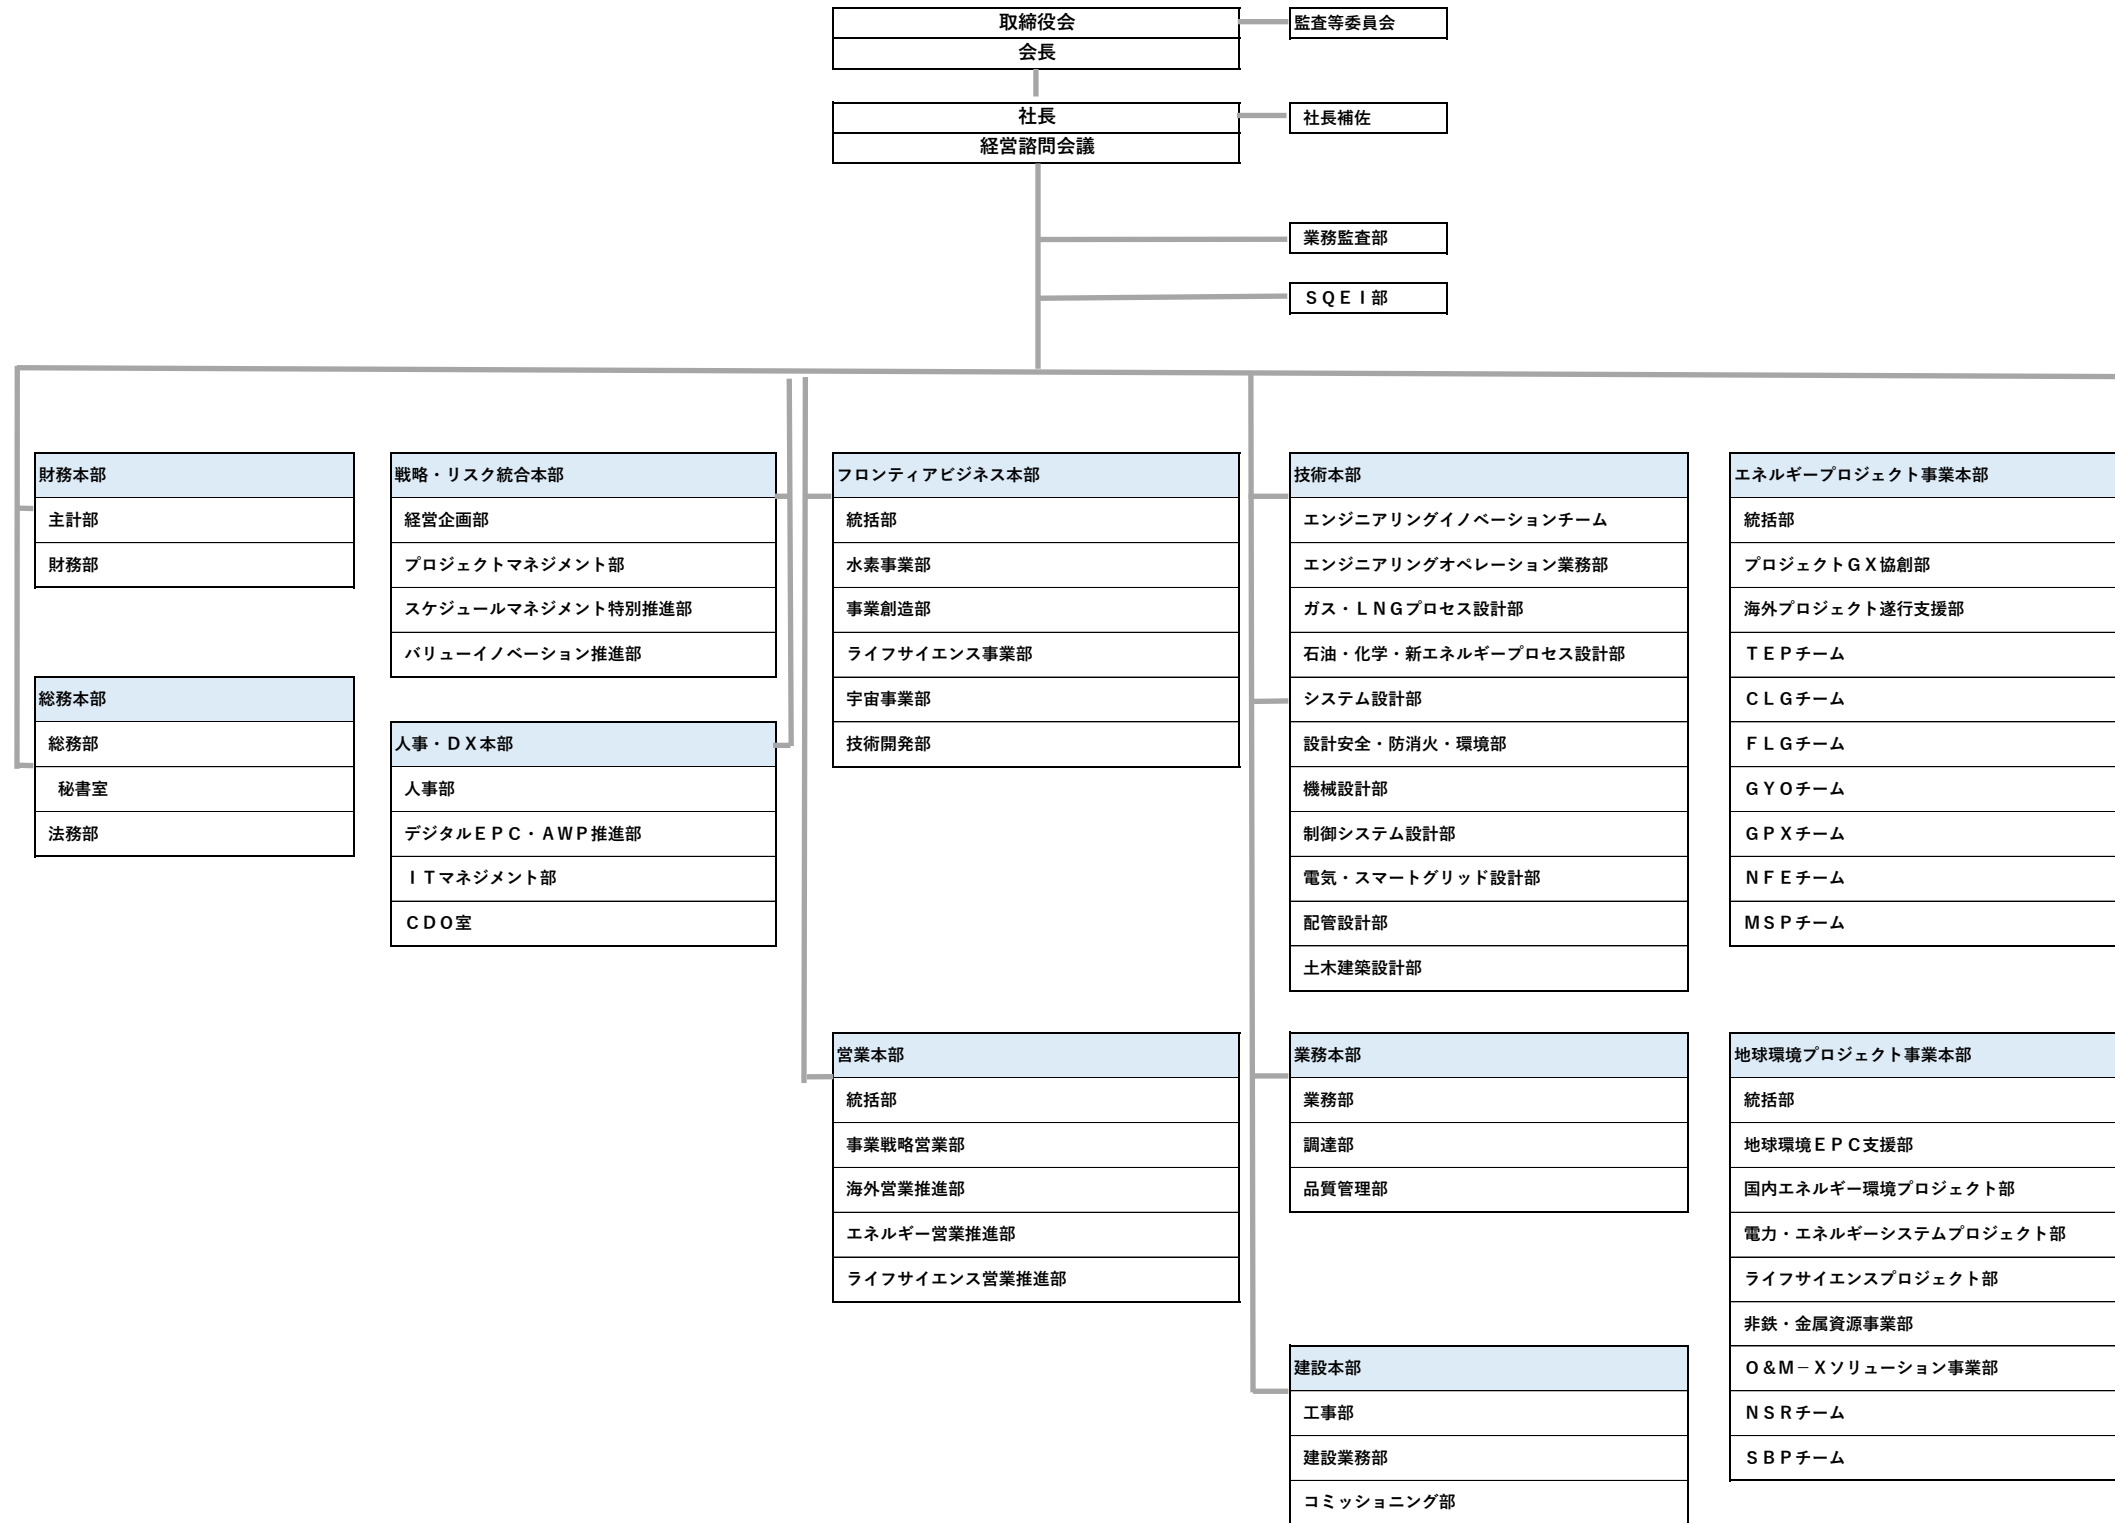 取締役会
監査等委員会
会長
社長
社長補佐
経営諮問会議
業務監査部
ＳＱＥＩ部
財務本部
主計部
財務部
総務本部
総務部
秘書室
法務部
戦略・リスク統合本部
経営企画部
プロジェクトマネジメント部
スケジュールマネジメント特別推進部
バリューイノベーション推進部
人事・ＤＸ本部
人事部
デジタルＥＰＣ・ＡＷＰ推進部
ＩＴマネジメント部
ＣＤＯ室
フロンティアビジネス本部
統括部
水素事業部
事業創造部
ライフサイエンス事業部
宇宙事業部
技術開発部
営業本部
統括部
事業戦略営業部
海外営業推進部
エネルギー営業推進部
ライフサイエンス営業推進部
技術本部
エンジニアリングイノベーションチーム
エンジニアリングオペレーション業務部
ガス・ＬＮＧプロセス設計部
石油・化学・新エネルギープロセス設計部
システム設計部
設計安全・防消火・環境部
機械設計部
制御システム設計部
電気・スマートグリッド設計部
配管設計部
土木建築設計部
業務本部
業務部
調達部
品質管理部
建設本部
工事部
建設業務部
コミッショニング部
エネルギープロジェクト事業本部
統括部
プロジェクトＧＸ協創部
海外プロジェクト遂行支援部
ＴＥＰチーム
ＣＬＧチーム
ＦＬＧチーム
ＧＹＯチーム
ＧＰＸチーム
ＮＦＥチーム
ＭＳＰチーム
地球環境プロジェクト事業本部
統括部
地球環境ＥＰＣ支援部
国内エネルギー環境プロジェクト部
電力・エネルギーシステムプロジェクト部
ライフサイエンスプロジェクト部
非鉄・金属資源事業部
Ｏ＆Ｍ－Ｘソリューション事業部
ＮＳＲチーム
ＳＢＰチーム